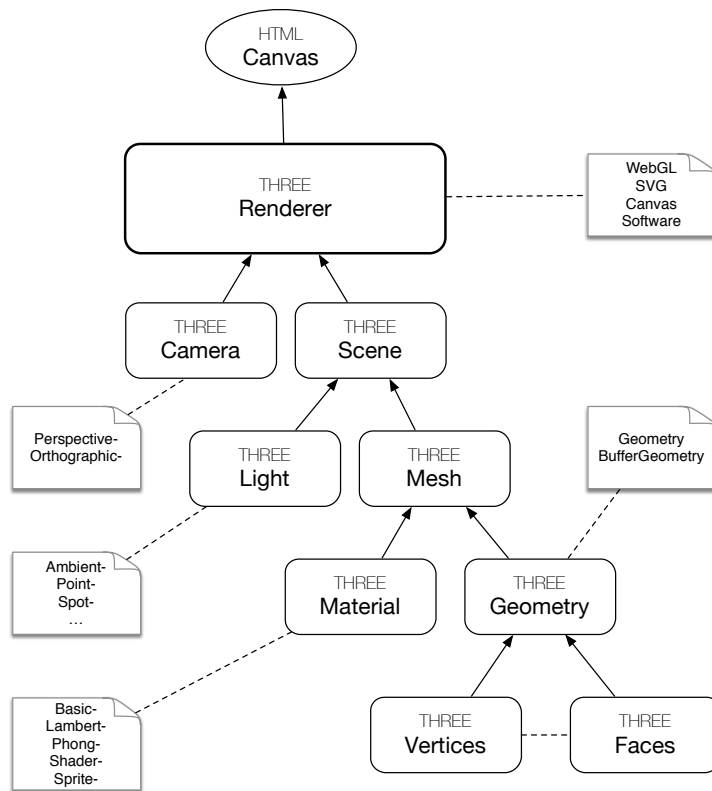 HTML
Canvas
THREE
Renderer
WebGL
SVG
Canvas
Software
THREE
Camera
THREE
Scene
Perspective-
Orthographic-
THREE
Light
THREE
Mesh
Geometry
BufferGeometry
Ambient-
Point-
Spot-
…
THREE
Material
THREE
Geometry
Basic-
Lambert-
Phong-
Shader-
Sprite-
THREE
Vertices
THREE
Faces